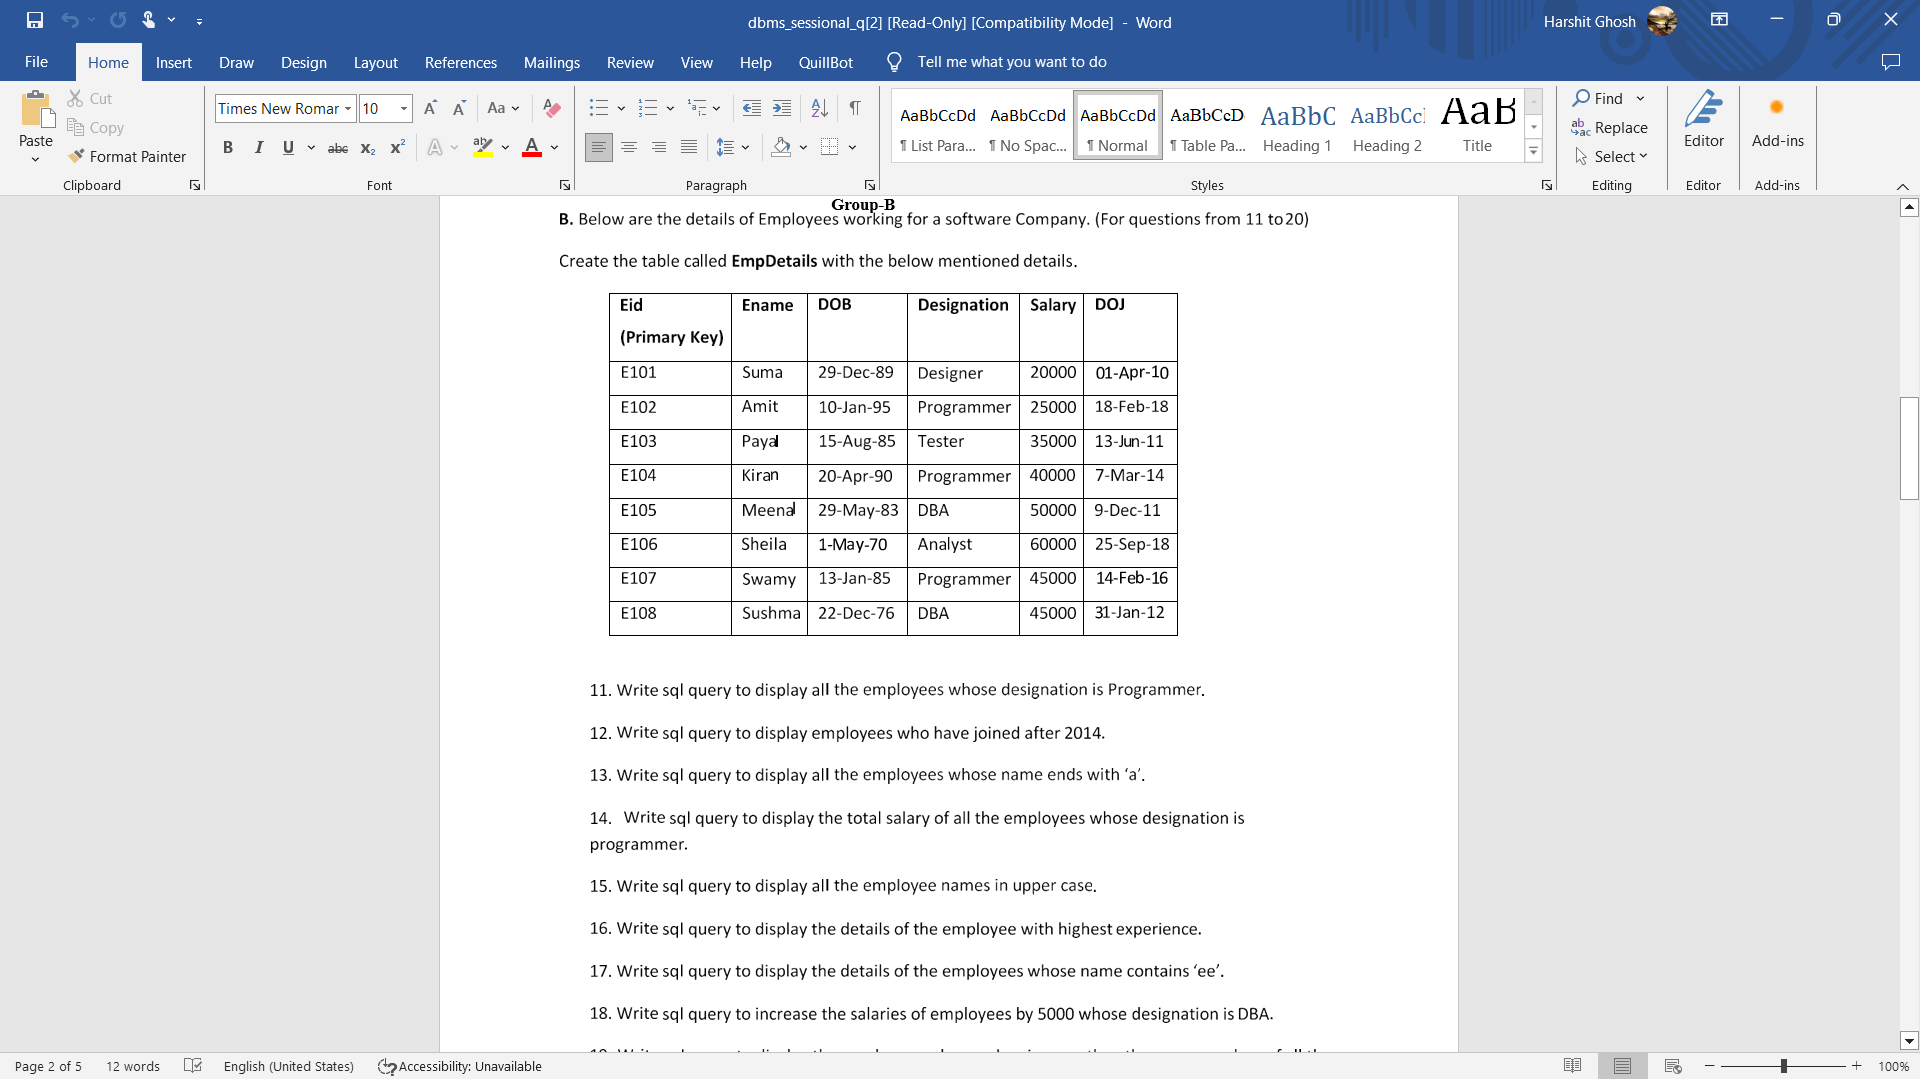 dbms_sessional_q[2] [Read-Only] [Compatibility Mode] - Word
Harshit Ghosh
File Home Insert Draw Design Layout References Mailings Review View Help QuillBot Tell me what you want to do
Paste
Cut
Copy
Format Painter
Clipboard
Times New Romar 10
Font
Paragraph
AaBbCcDd AaBbCcDd AaBbCcDd AaBbCcD AaBbC AaBbCc AaB
¶ List Para... ¶ No Spac... ¶ Normal ¶ Table Pa... Heading 1 Heading 2 Title
Styles
Find
Replace
Select
Editing
Editor
Editor
Add-ins
Add-ins
Group-B
B. Below are the details of Employees working for a software Company. (For questions from 11 to 20)
Create the table called EmpDetails with the below mentioned details.
Eid (Primary Key) Ename DOB Designation Salary DOJ
E101 Suma 29-Dec-89 Designer 20000 01-Apr-10
E102 Amit 10-Jan-95 Programmer 25000 18-Feb-18
E103 Payal 15-Aug-85 Tester 35000 13-Jun-11
E104 Kiran 20-Apr-90 Programmer 40000 7-Mar-14
E105 Meenal 29-May-83 DBA 50000 9-Dec-11
E106 Sheila 1-May-70 Analyst 60000 25-Sep-18
E107 Swamy 13-Jan-85 Programmer 45000 14-Feb-16
E108 Sushma 22-Dec-76 DBA 45000 31-Jan-12
11. Write sql query to display all the employees whose designation is Programmer.
12. Write sql query to display employees who have joined after 2014.
13. Write sql query to display all the employees whose name ends with ‘a’.
14. Write sql query to display the total salary of all the employees whose designation is
programmer.
15. Write sql query to display all the employee names in upper case.
16. Write sql query to display the details of the employee with highest experience.
17. Write sql query to display the details of the employees whose name contains ‘ee’.
18. Write sql query to increase the salaries of employees by 5000 whose designation is DBA.
Page 2 of 5 12 words English (United States) Accessibility: Unavailable 100%